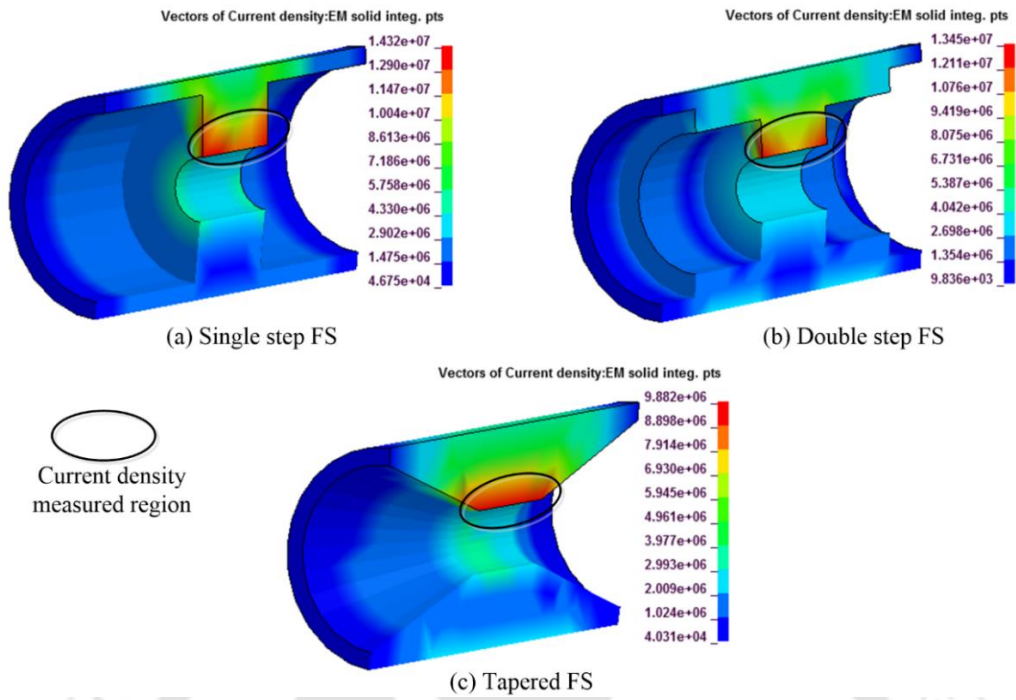 Vectors of Current density:EM solid integ. pts
1.432e+07
1.290e+07
1.147e+07
1.004e+07
8.613e+06
7.186e+06
5.758e+06
4.330e+06
2.902e+06
1.475e+06
4.675e+04
(a) Single step FS
Vectors of Current density:EM solid integ. pts
1.345e+07
1.211e+07
1.076e+07
9.419e+06
8.075e+06
6.731e+06
5.387e+06
4.042e+06
2.698e+06
1.354e+06
9.836e+03
(b) Double step FS
Current density
measured region
Vectors of Current density:EM solid integ. pts
9.882e+06
8.898e+06
7.914e+06
6.930e+06
5.945e+06
4.961e+06
3.977e+06
2.993e+06
2.009e+06
1.024e+06
4.031e+04
(c) Tapered FS